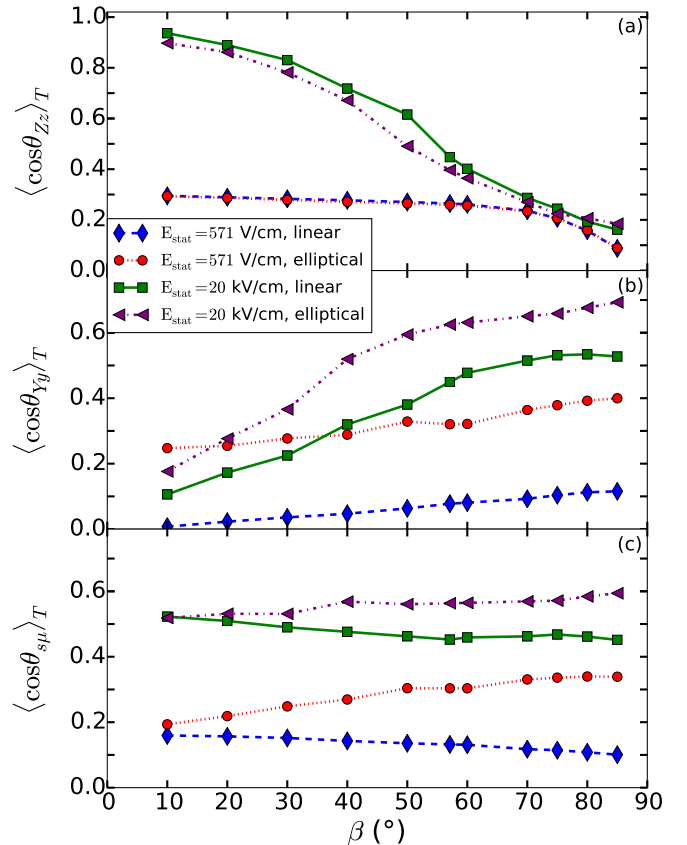 (a)
1.0
0.8
0.6
0.4
0.2
0.0
⟨cosθ_Zz⟩_T
E_stat=571 V/cm, linear
E_stat=571 V/cm, elliptical
E_stat=20 kV/cm, linear
E_stat=20 kV/cm, elliptical
(b)
0.6
0.4
0.2
0.0
⟨cosθ_Yy⟩_T
(c)
0.6
0.4
0.2
0.0
⟨cosθ_sμ⟩_T
0 10 20 30 40 50 60 70 80 90
β (°)